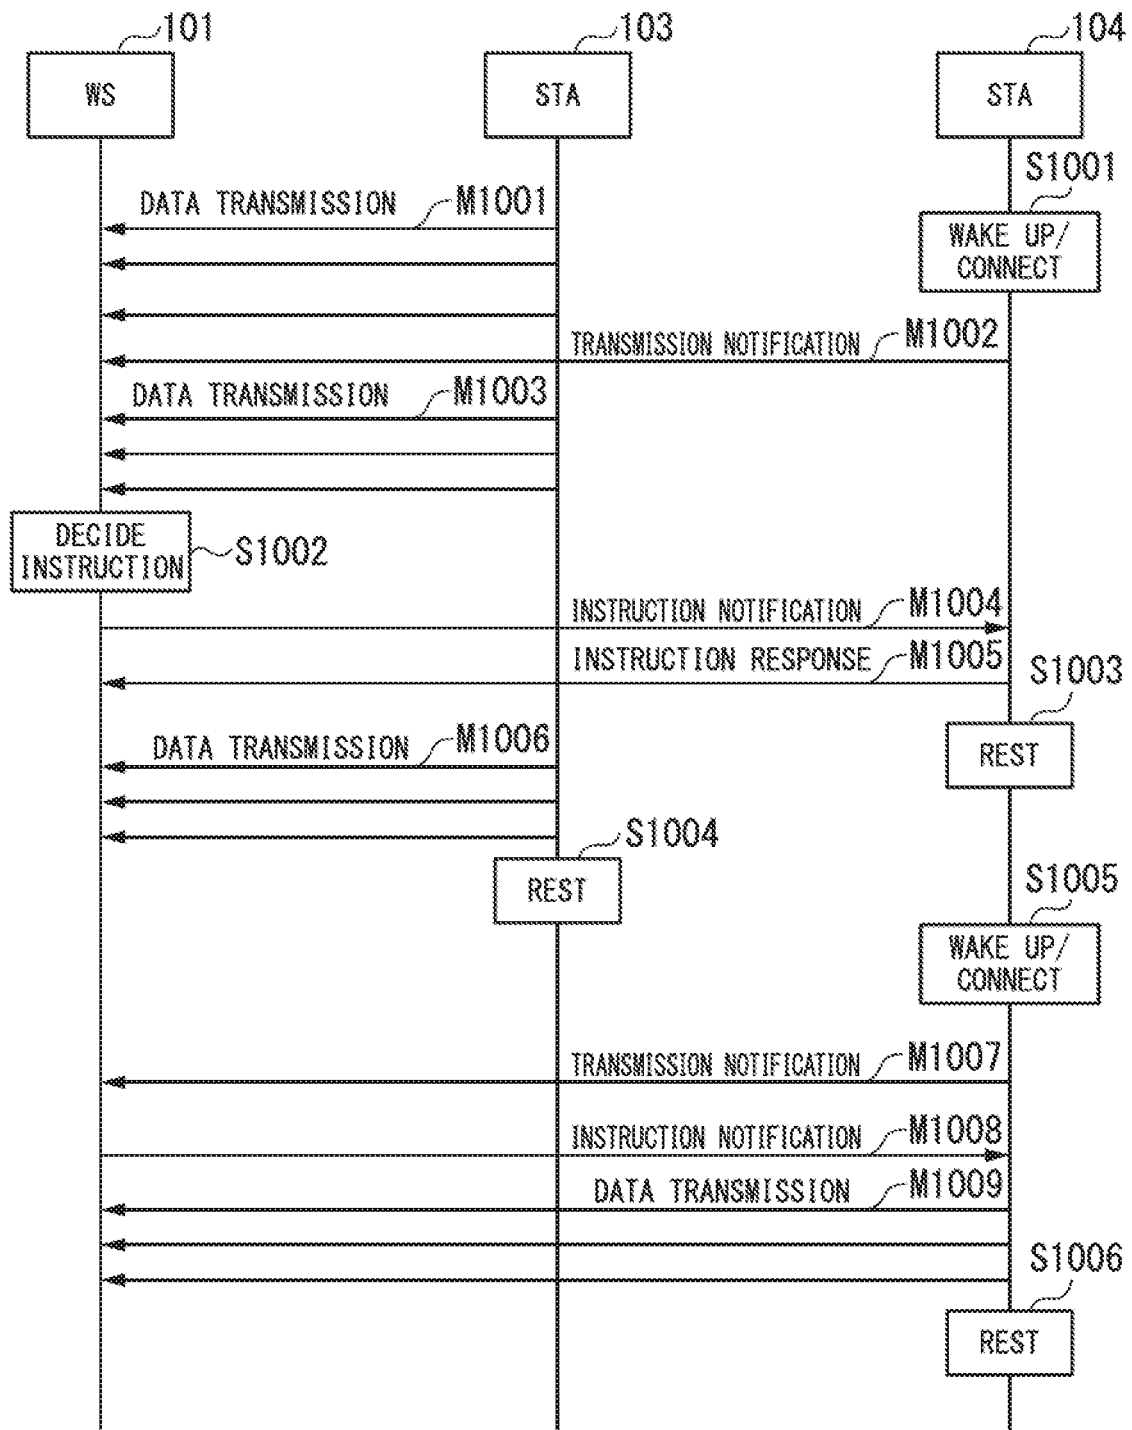 101
103
104
WS
STA
STA
S1001
DATA TRANSMISSION
M1001
WAKE UP/
CONNECT
TRANSMISSION NOTIFICATION
M1002
DATA TRANSMISSION
M1003
DECIDE
INSTRUCTION
S1002
INSTRUCTION NOTIFICATION
M1004
INSTRUCTION RESPONSE
M1005
S1003
DATA TRANSMISSION
M1006
REST
S1004
REST
S1005
WAKE UP/
CONNECT
TRANSMISSION NOTIFICATION
M1007
INSTRUCTION NOTIFICATION
M1008
DATA TRANSMISSION
M1009
S1006
REST